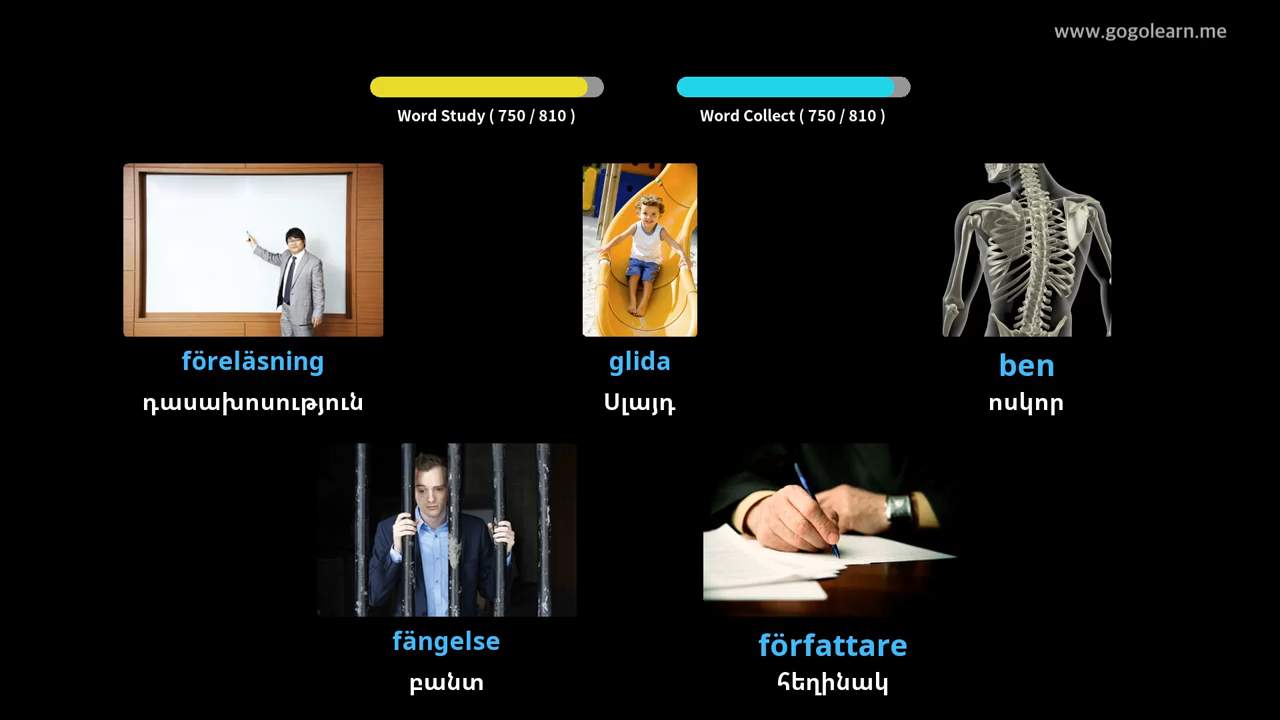 www.gogolearn.me
Word Study ( 750 / 810 )
Word Collect ( 750 / 810 )
föreläsning
glida
ben
դասախոսություն
Սլայդ
ոսկոր
fängelse
författare
բանտ
հեղինակ